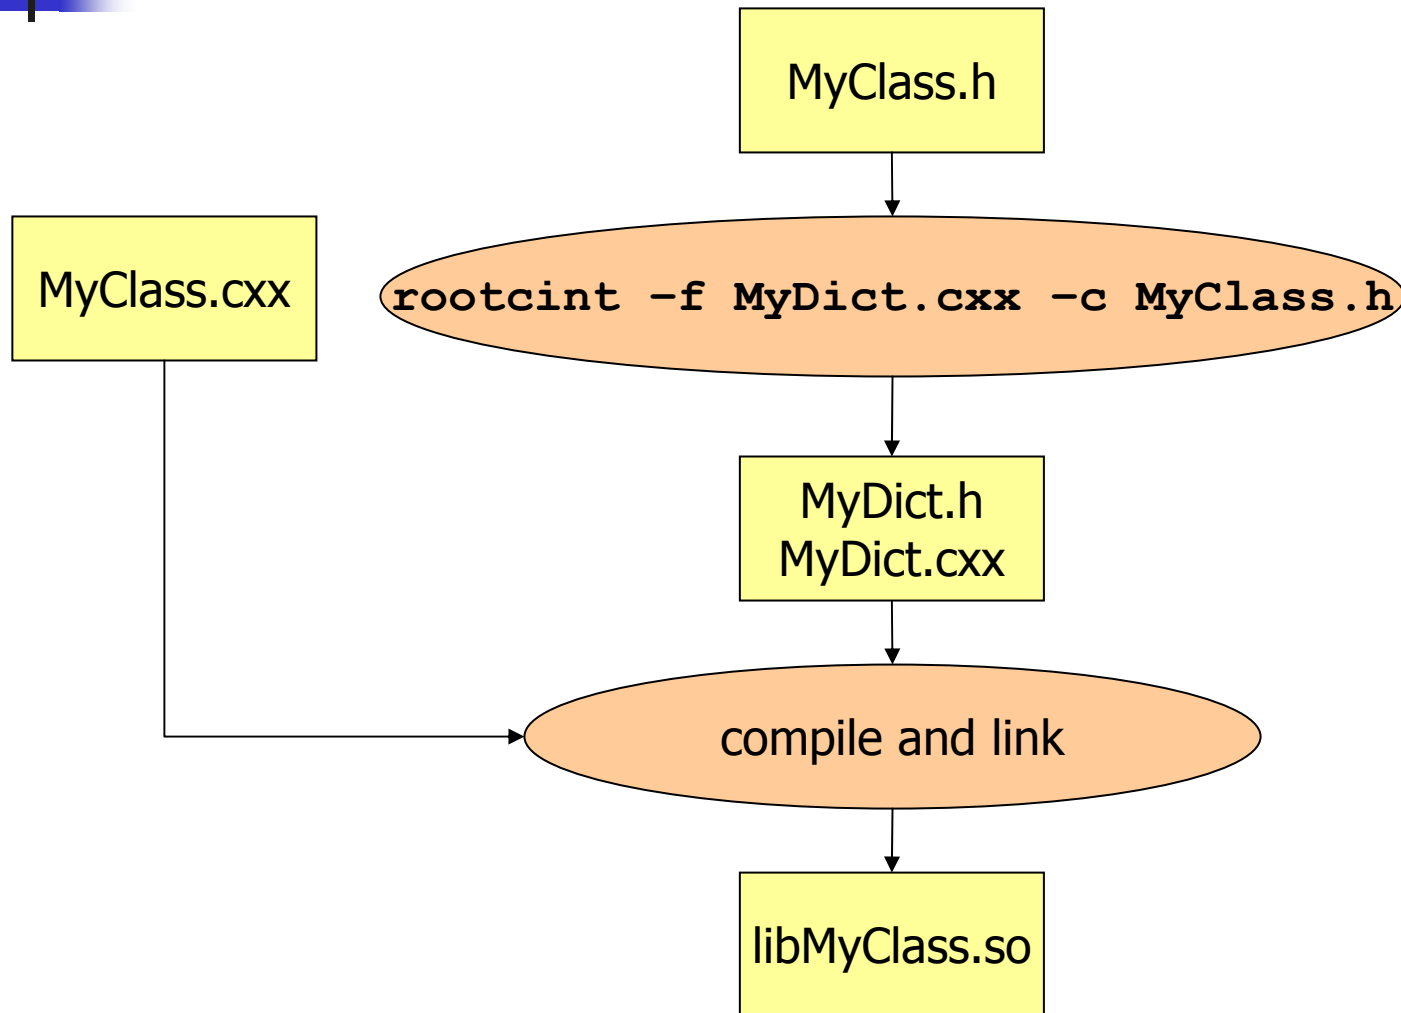 MyClass.h
MyClass.cxx
rootcint –f MyDict.cxx –c MyClass.h
MyDict.h
MyDict.cxx
compile and link
libMyClass.so